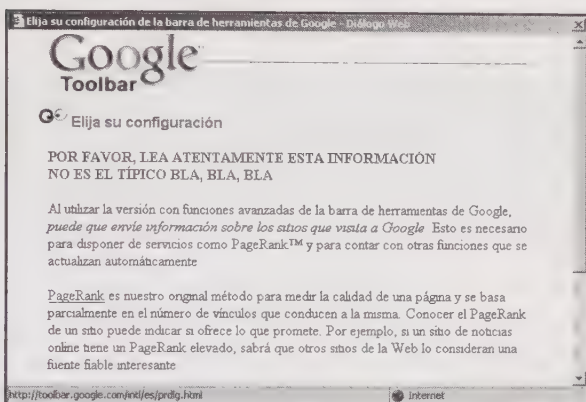 Elija su configuración de la barra de herramientas de Google - Diálogo Web
Google
Toolbar
Elija su configuración
POR FAVOR, LEA ATENTAMENTE ESTA INFORMACIÓN
NO ES EL TÍPICO BLA, BLA, BLA
Al utilizar la versión con funciones avanzadas de la barra de herramientas de Google,
puede que envíe información sobre los sitios que visita a Google Esto es necesario
para disponer de servicios como PageRank™ y para contar con otras funciones que se
actualizan automáticamente
PageRank es nuestro original método para medir la calidad de una página y se basa
parcialmente en el número de vínculos que conducen a la misma. Conocer el PageRank
de un sitio puede indicar si ofrece lo que promete. Por ejemplo, si un sitio de noticias
online tiene un PageRank elevado, sabrá que otros sitios de la Web lo consideran una
fuente fiable interesante
http://toolbar.google.com/intl/es/prdlg.html
Internet